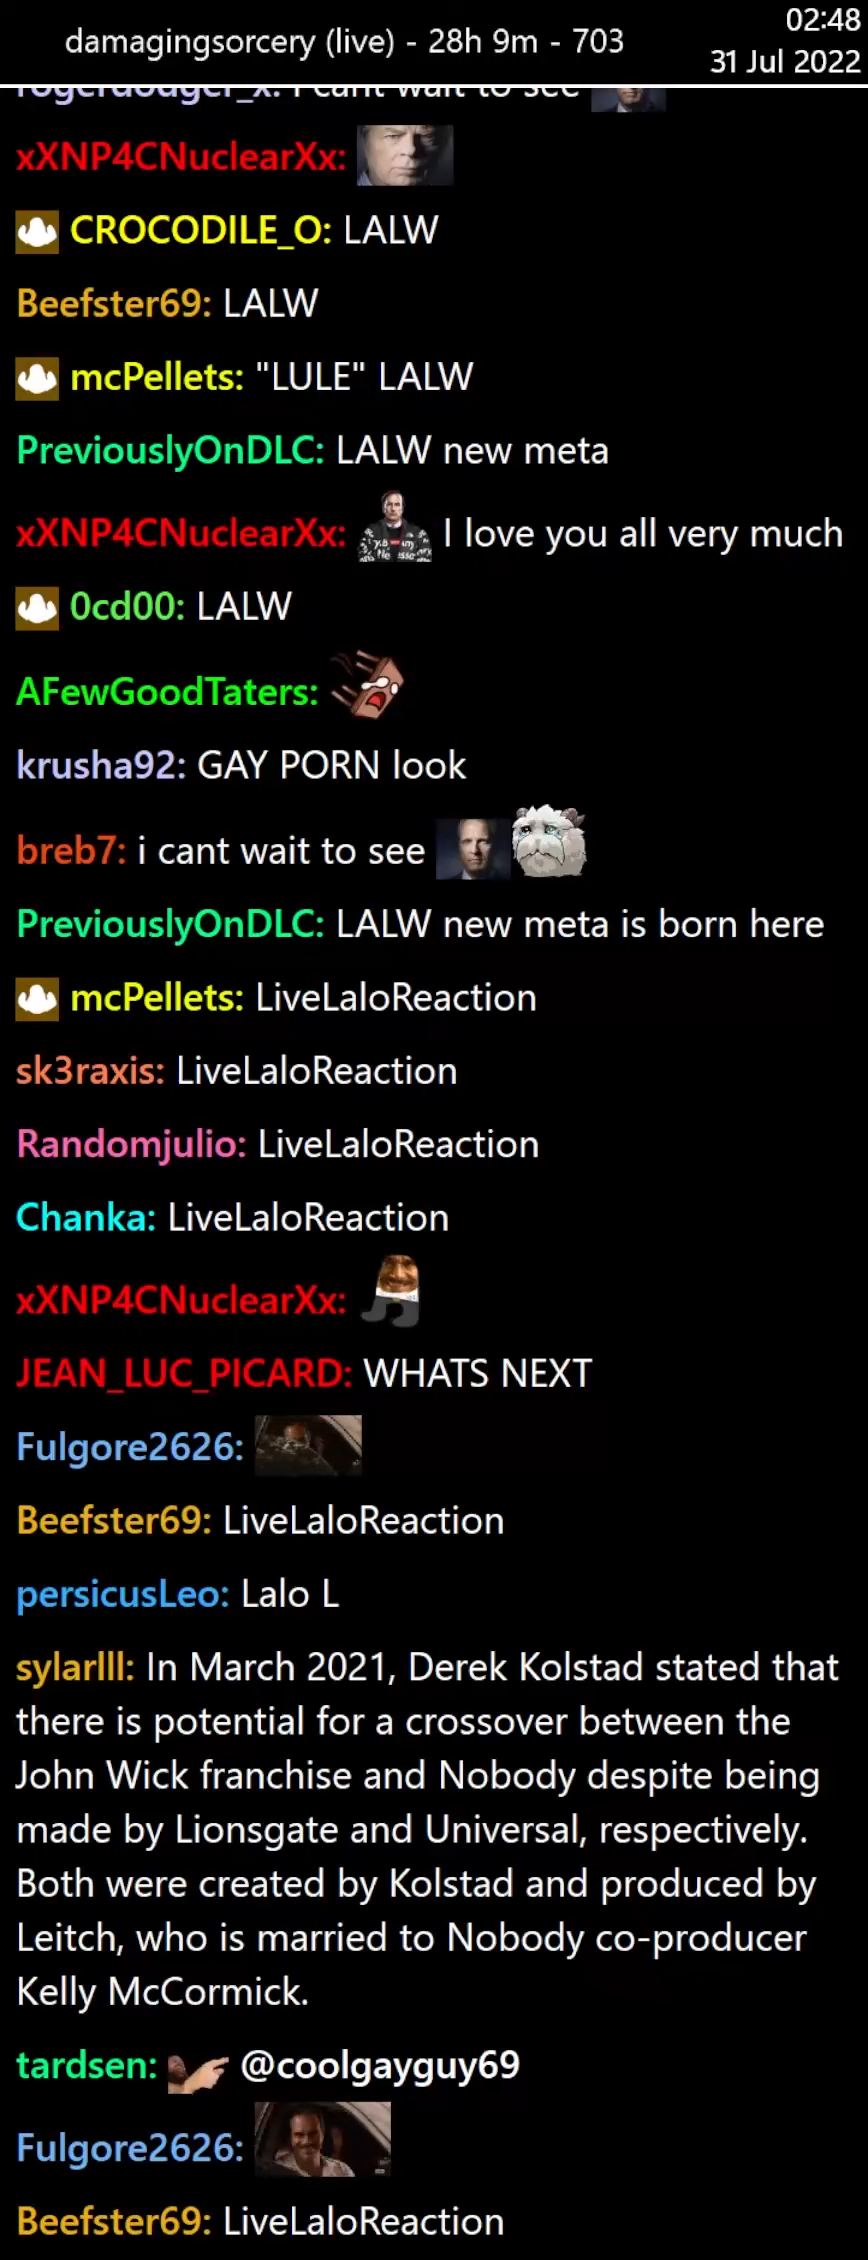 damagingsorcery (live) - 28h 9m - 703
02:48
31 Jul 2022
rogerdodger_x: i cant wait to see
xXNP4CNuclearXx:
CROCODILE_O: LALW
Beefster69: LALW
mcPellets: "LULE" LALW
PreviouslyOnDLC: LALW new meta
xXNP4CNuclearXx: I love you all very much
0cd00: LALW
AFewGoodTaters:
krusha92: GAY PORN look
breb7: i cant wait to see
PreviouslyOnDLC: LALW new meta is born here
mcPellets: LiveLaloReaction
sk3raxis: LiveLaloReaction
Randomjulio: LiveLaloReaction
Chanka: LiveLaloReaction
xXNP4CNuclearXx:
JEAN_LUC_PICARD: WHATS NEXT
Fulgore2626:
Beefster69: LiveLaloReaction
persicusLeo: Lalo L
sylarlll: In March 2021, Derek Kolstad stated that
there is potential for a crossover between the
John Wick franchise and Nobody despite being
made by Lionsgate and Universal, respectively.
Both were created by Kolstad and produced by
Leitch, who is married to Nobody co-producer
Kelly McCormick.
tardsen: @coolgayguy69
Fulgore2626:
Beefster69: LiveLaloReaction